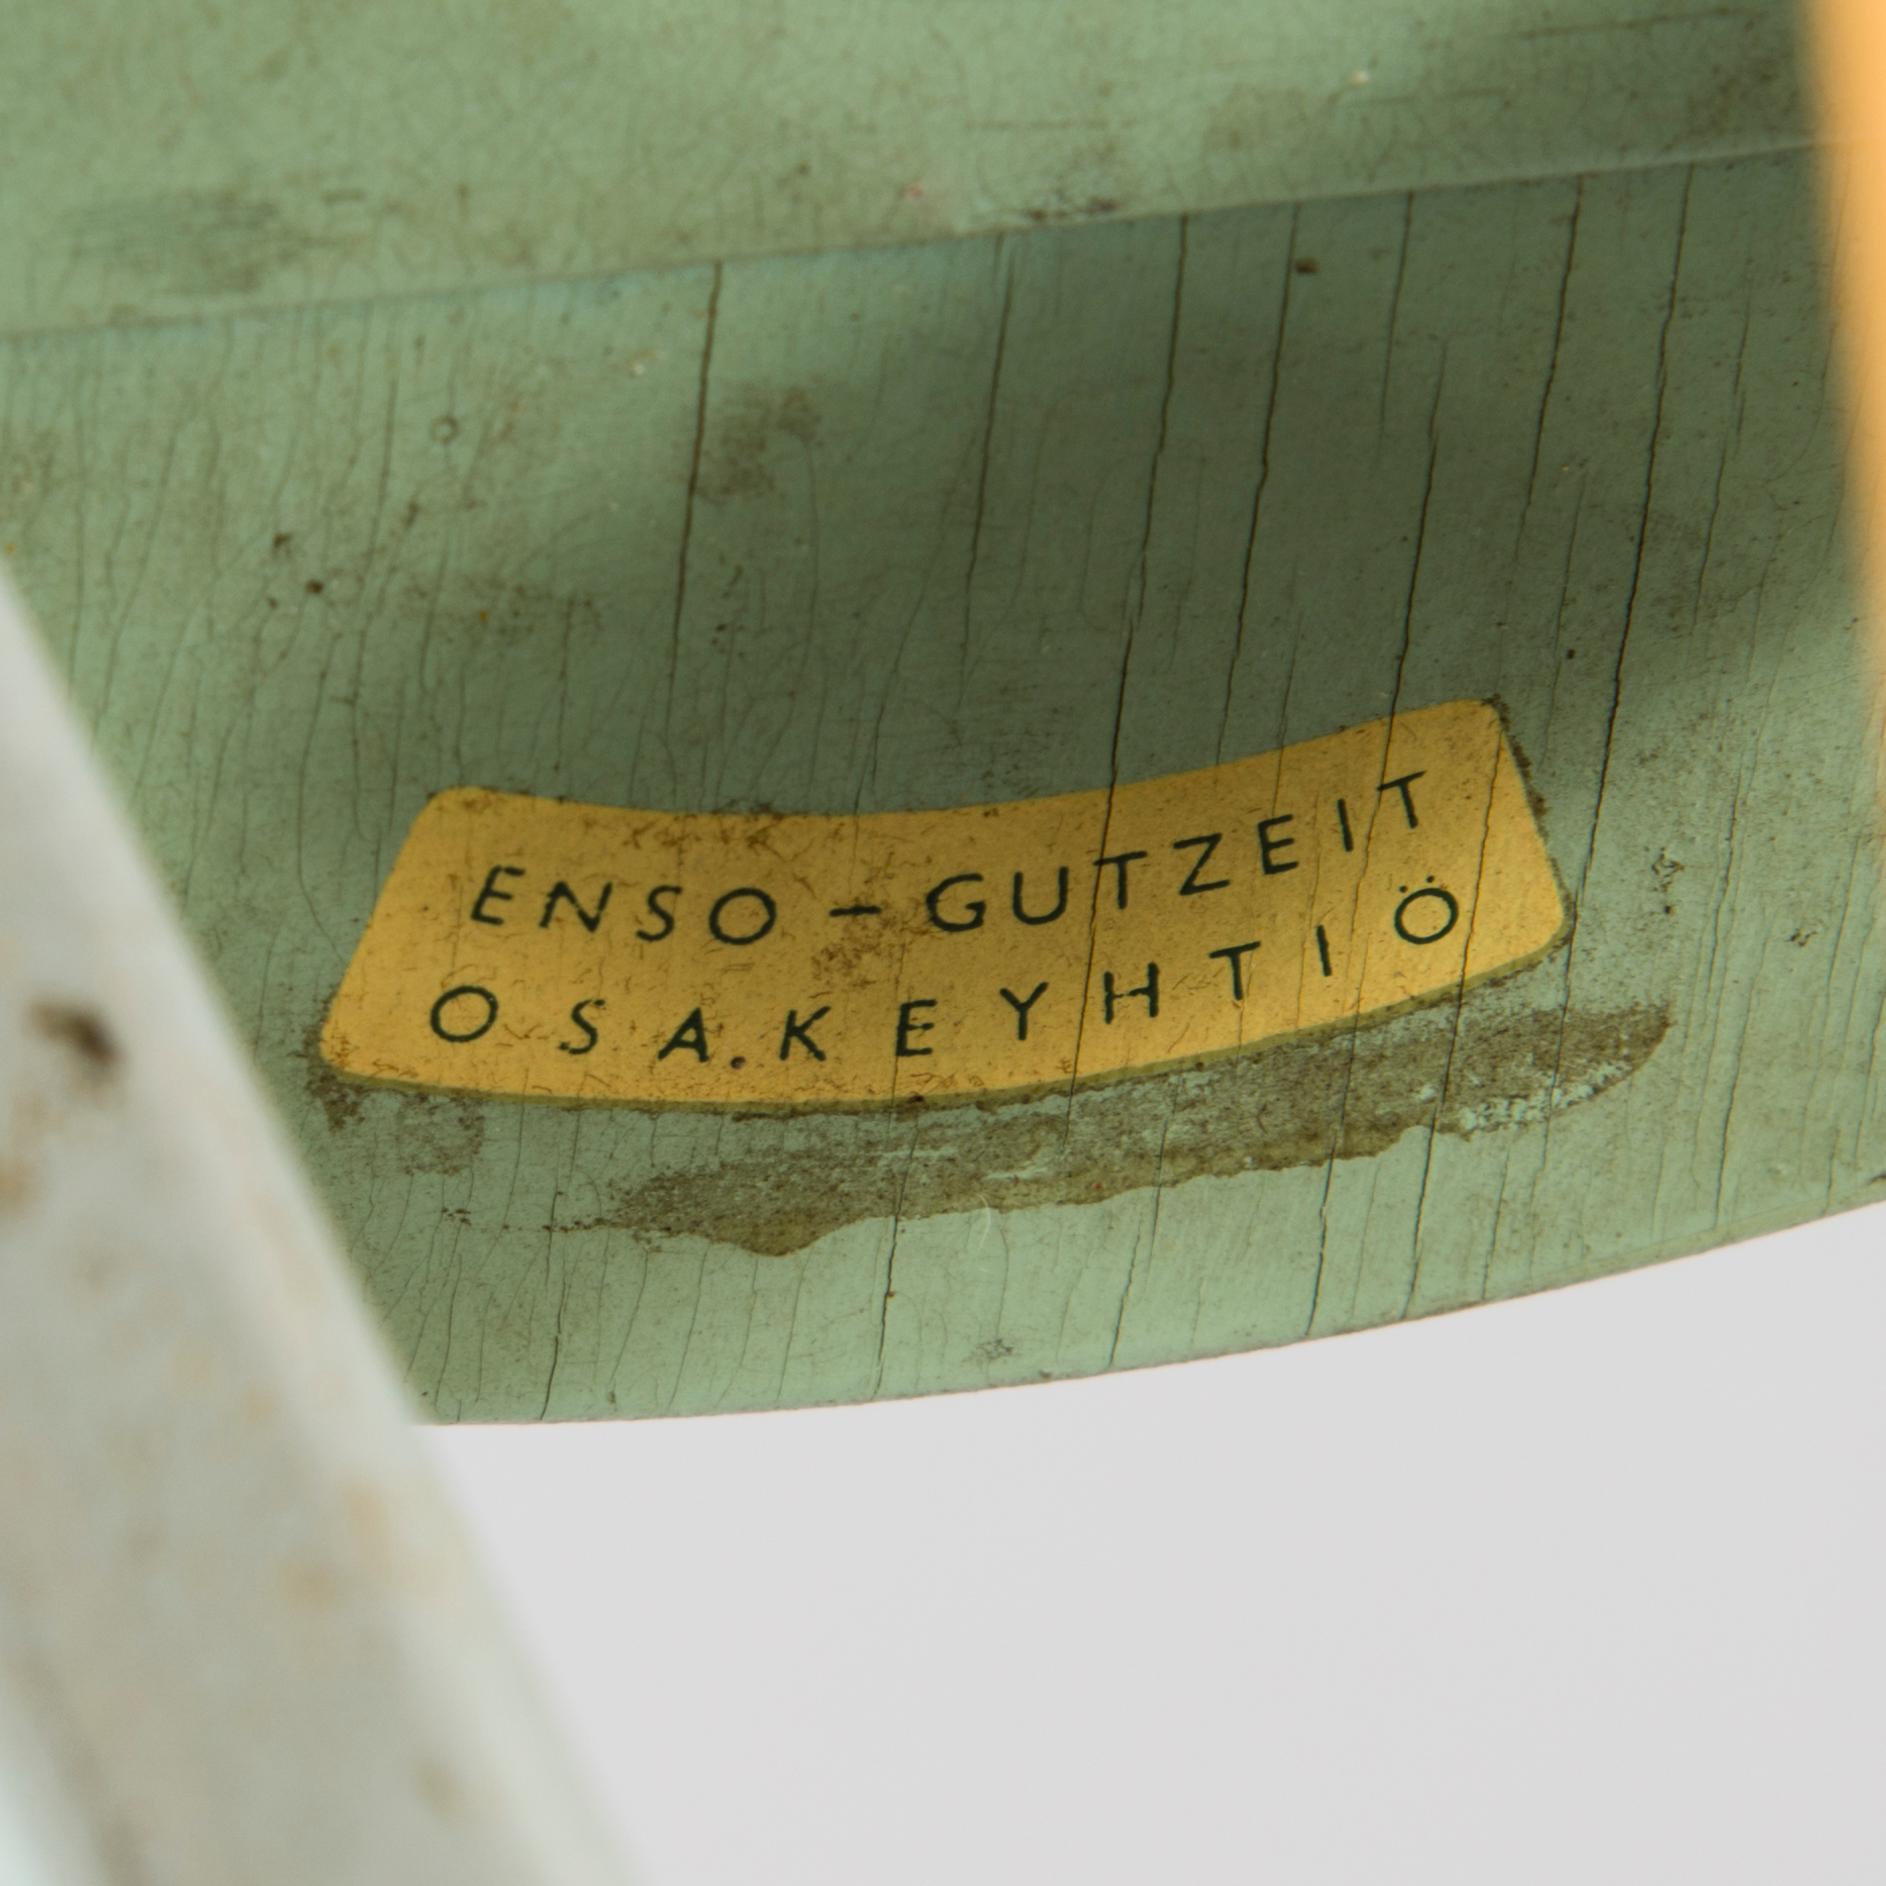 ENSO – GUTZEIT
OSAKEYHTIÖ